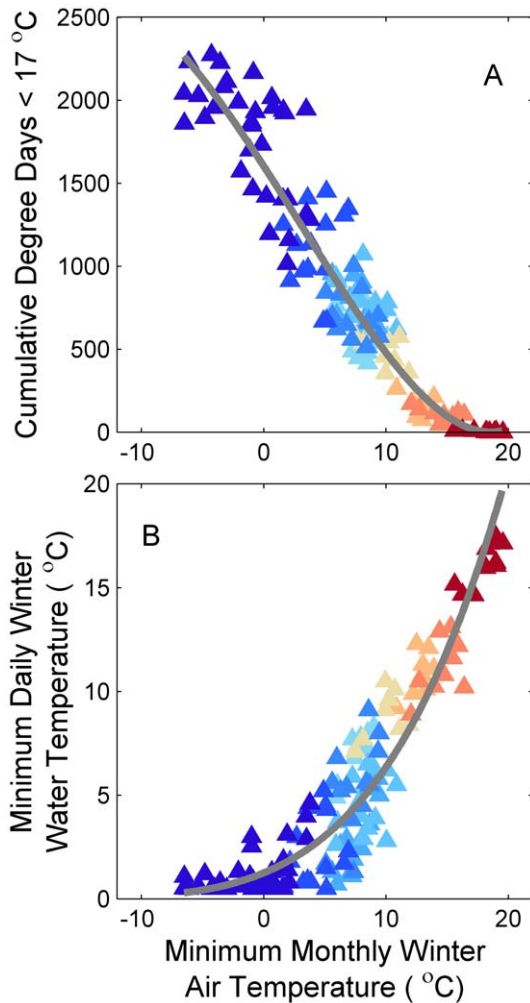 Cumulative Degree Days < 17 °C
2500
2000
1500
1000
500
0
A
-10
0
10
20
Minimum Daily Winter
Water Temperature ( °C)
20
15
10
5
0
B
-10
0
10
20
Minimum Monthly Winter
Air Temperature ( °C)